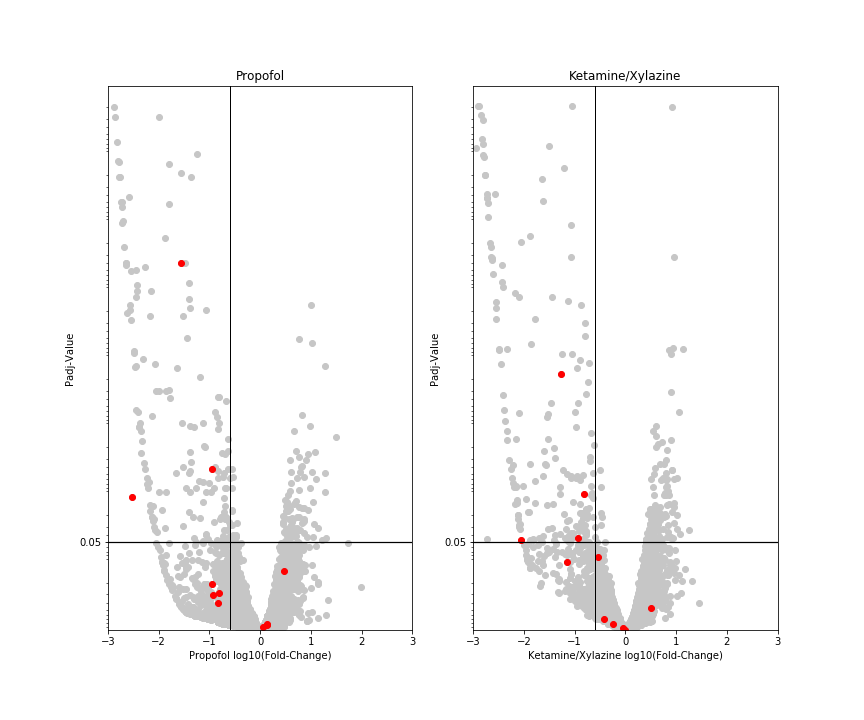 Propofol
Ketamine/Xylazine
Padj-Value
Padj-Value
0.05
0.05
−3 −2 −1 0 1 2 3
−3 −2 −1 0 1 2 3
Propofol log10(Fold-Change)
Ketamine/Xylazine log10(Fold-Change)